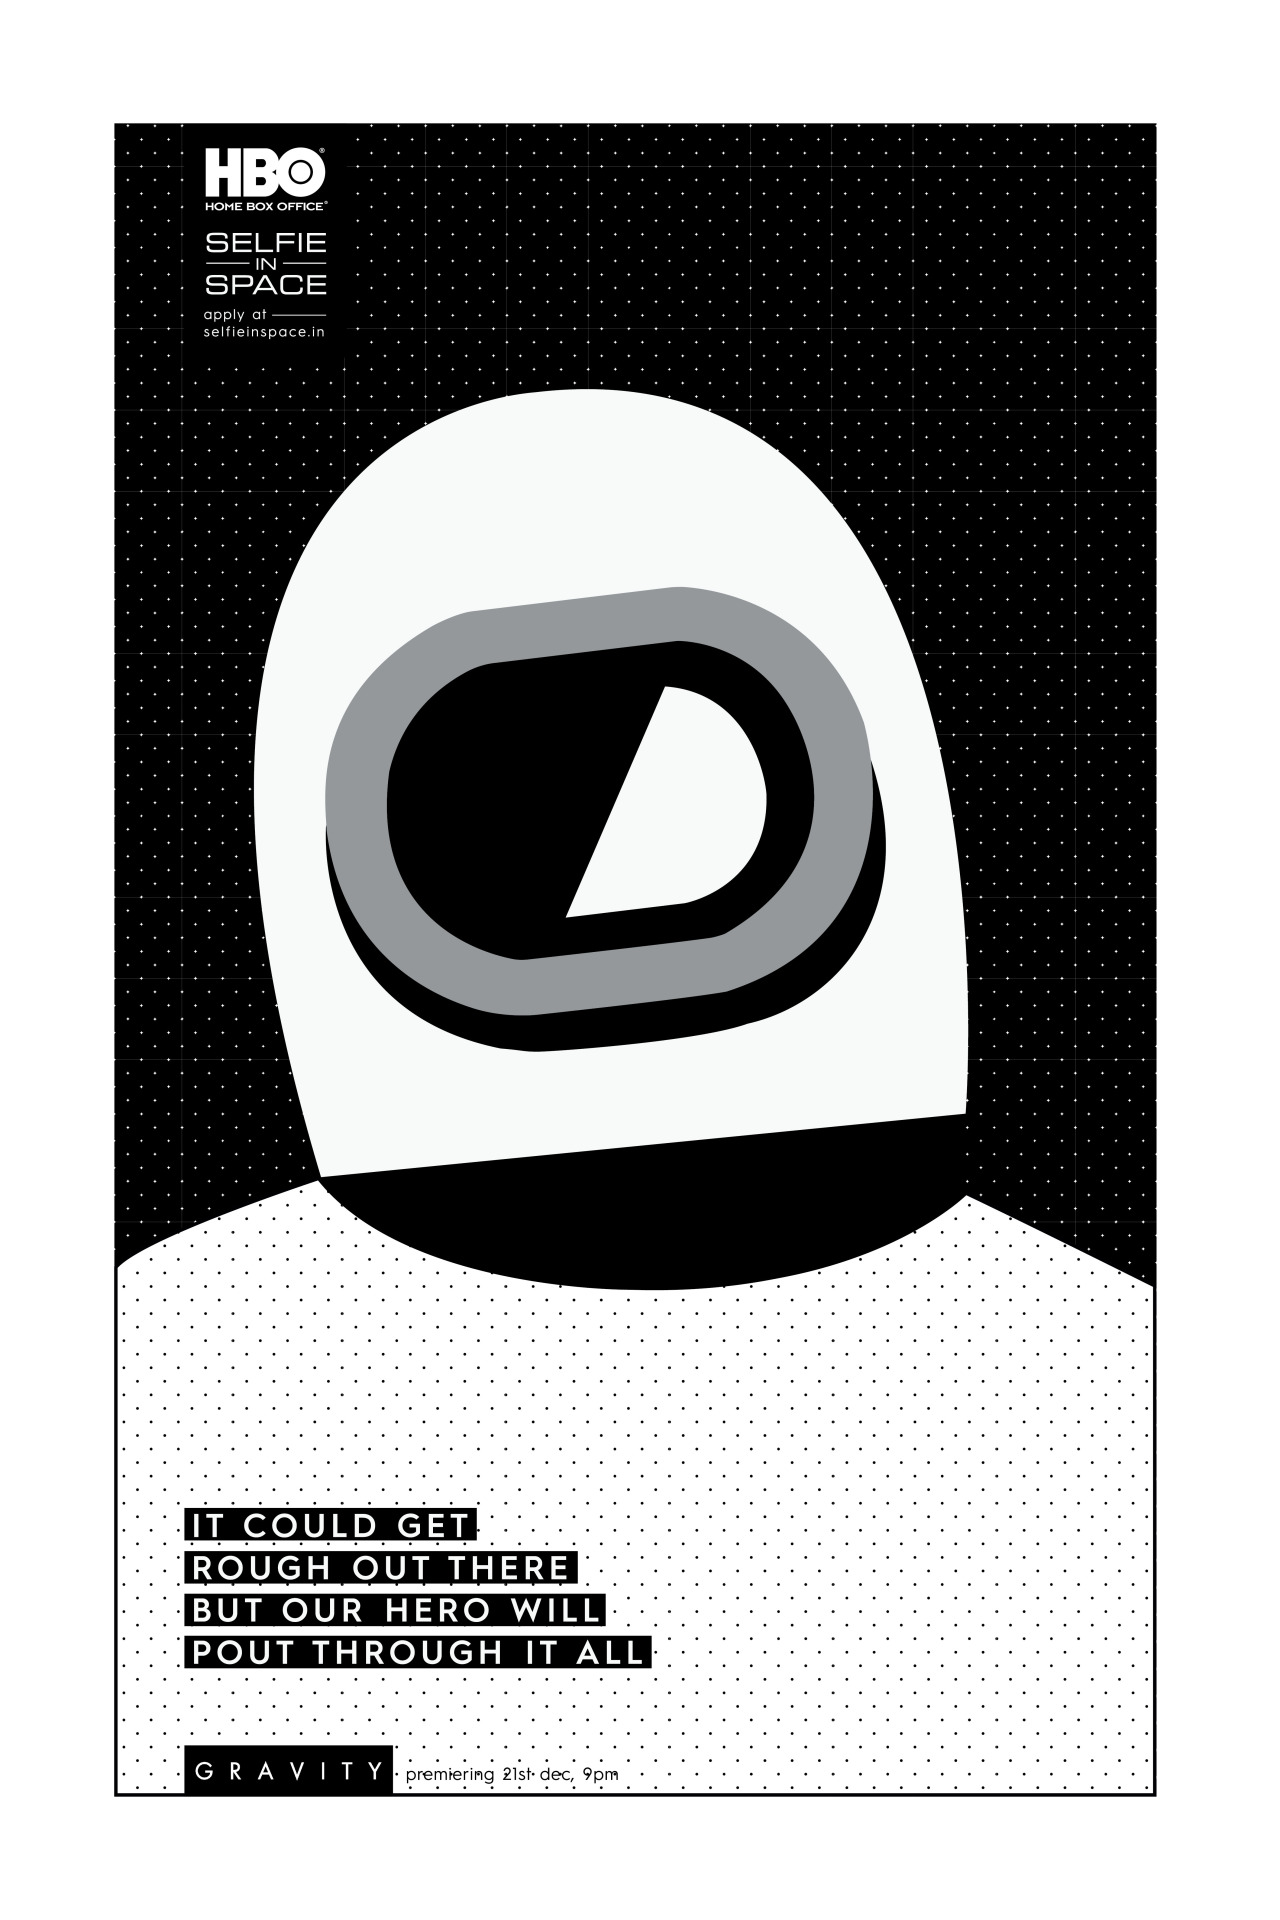 HBO®
HOME BOX OFFICE®
SELFIE
IN
SPACE
apply at
selfieinspace.in
IT COULD GET
ROUGH OUT THERE
BUT OUR HERO WILL
POUT THROUGH IT ALL
GRAVITY premiering 21st dec, 9pm